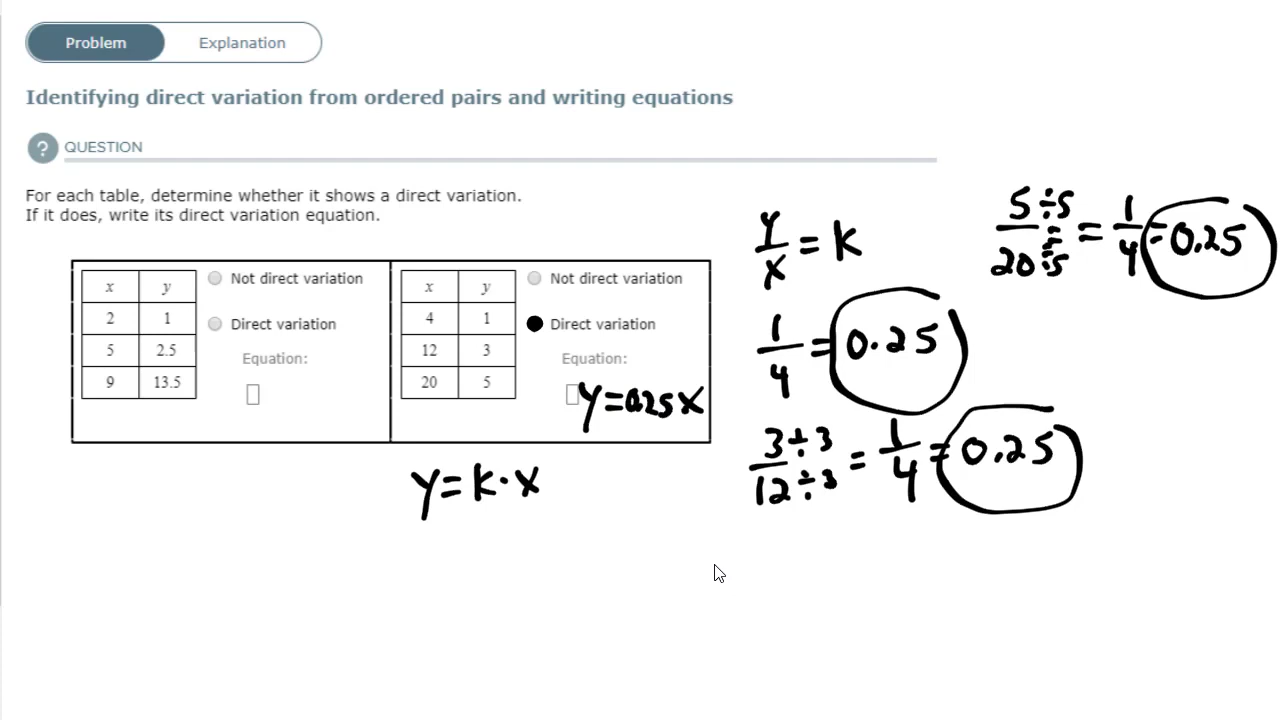 Problem Explanation
Identifying direct variation from ordered pairs and writing equations
? QUESTION
For each table, determine whether it shows a direct variation.
If it does, write its direct variation equation.
x y
2 1
5 2.5
9 13.5
Not direct variation
Direct variation
Equation:
x y
4 1
12 3
20 5
Not direct variation
Direct variation
Equation:
y=0.25x
y=k·x
y/x = k
1/4 = 0.25
3÷3/12÷3 = 1/4 = 0.25
5÷5/20÷5 = 1/4 = 0.25